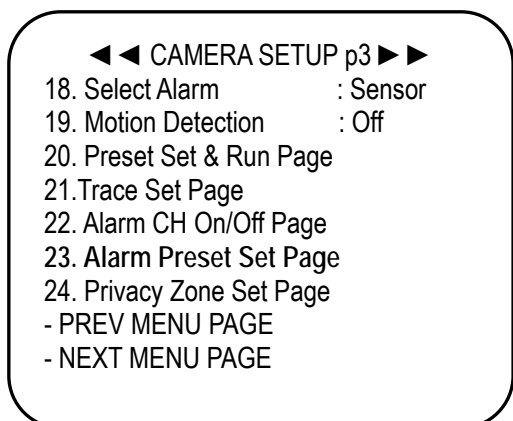 ◄ ◄ CAMERA SETUP p3 ► ►
18. Select Alarm : Sensor
19. Motion Detection : Off
20. Preset Set & Run Page
21.Trace Set Page
22. Alarm CH On/Off Page
23. Alarm Preset Set Page
24. Privacy Zone Set Page
- PREV MENU PAGE
- NEXT MENU PAGE